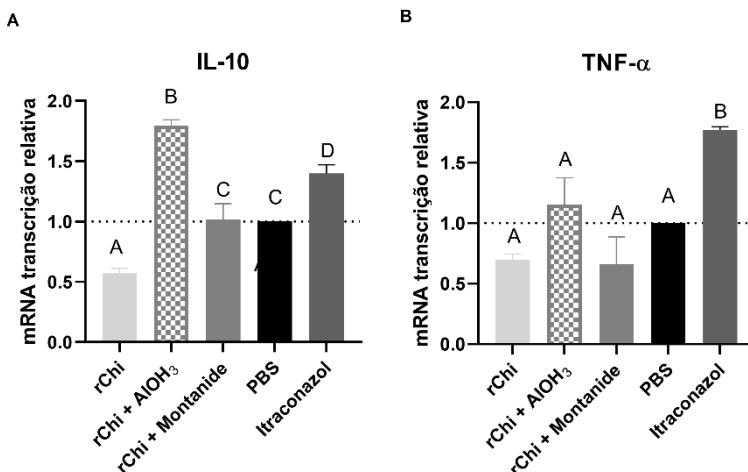 A
IL-10
mRNA transcrição relativa
2.0
1.5
1.0
0.5
0.0
A
B
C
C
D
rChi
rChi + AlOH₃
rChi + Montanide
PBS
Itraconazol
B
TNF-α
mRNA transcrição relativa
2.0
1.5
1.0
0.5
0.0
A
A
A
A
B
rChi
rChi + AlOH₃
rChi + Montanide
PBS
Itraconazol